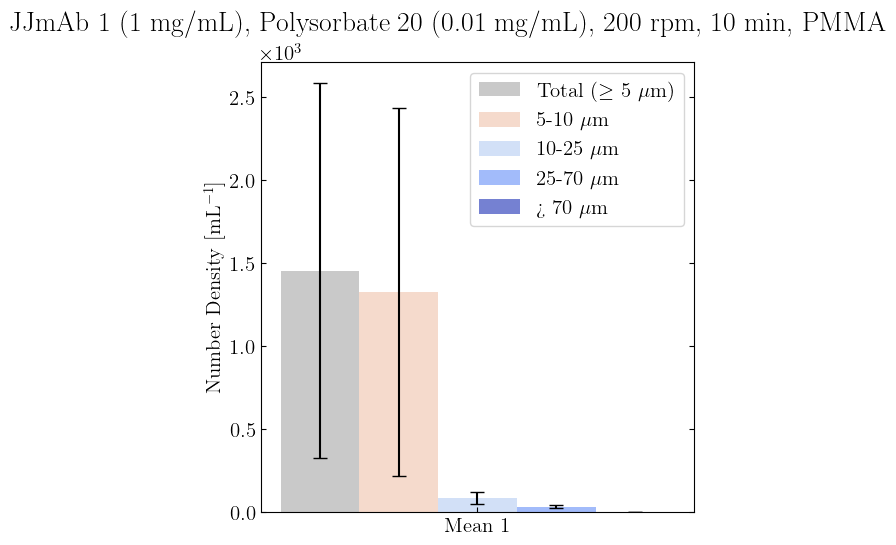 JJmAb 1 (1 mg/mL), Polysorbate 20 (0.01 mg/mL), 200 rpm, 10 min, PMMA
×10³
2.5
2.0
1.5
1.0
0.5
0.0
Number Density [mL⁻¹]
Total (≥ 5 μm)
5-10 μm
10-25 μm
25-70 μm
¿ 70 μm
Mean 1